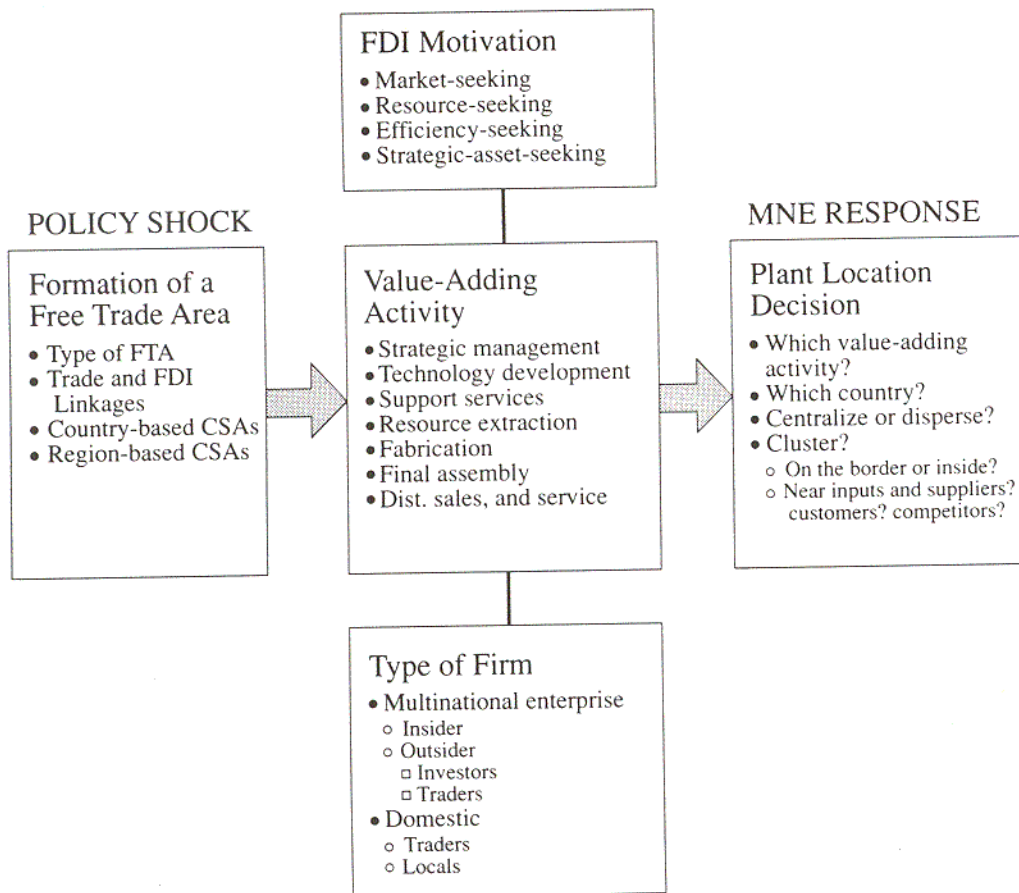 FDI Motivation
• Market-seeking
• Resource-seeking
• Efficiency-seeking
• Strategic-asset-seeking
POLICY SHOCK
Formation of a
Free Trade Area
• Type of FTA
• Trade and FDI
Linkages
• Country-based CSAs
• Region-based CSAs
Value-Adding
Activity
• Strategic management
• Technology development
• Support services
• Resource extraction
• Fabrication
• Final assembly
• Dist. sales, and service
MNE RESPONSE
Plant Location
Decision
• Which value-adding
activity?
• Which country?
• Centralize or disperse?
• Cluster?
○ On the border or inside?
○ Near inputs and suppliers?
customers? competitors?
Type of Firm
• Multinational enterprise
○ Insider
○ Outsider
□ Investors
□ Traders
• Domestic
○ Traders
○ Locals